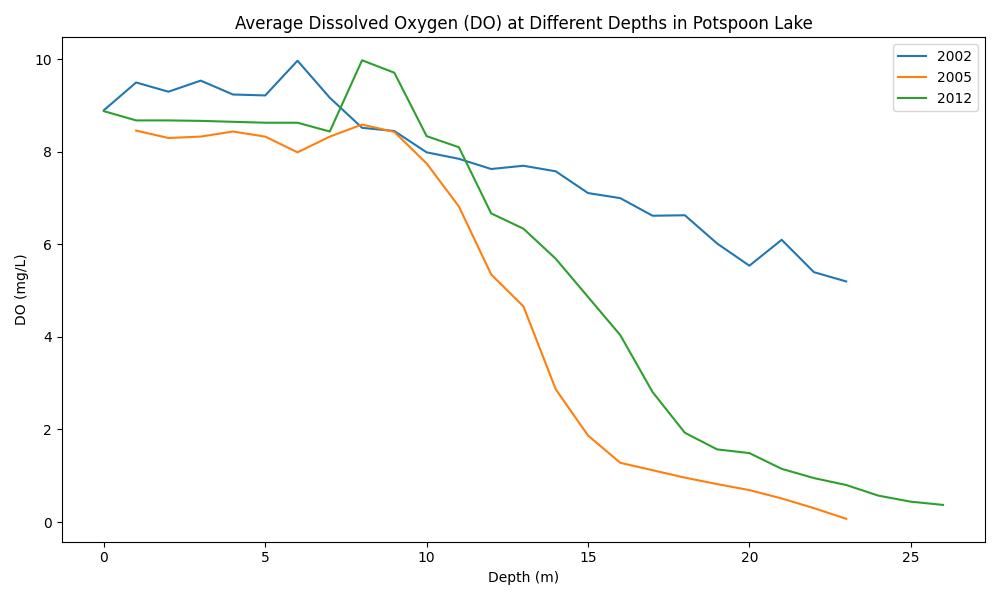 Average Dissolved Oxygen (DO) at Different Depths in Potspoon Lake
2002
2005
2012
DO (mg/L)
10
8
6
4
2
0
0 5 10 15 20 25
Depth (m)